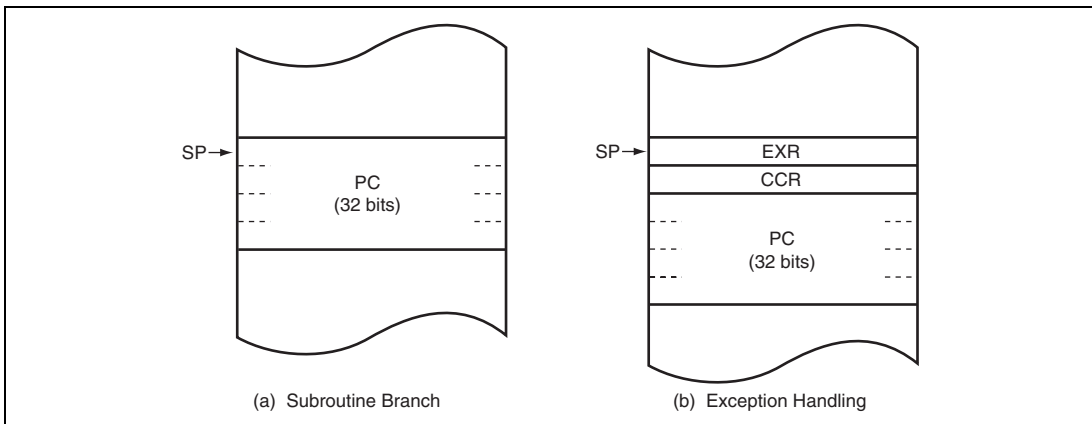 SP
PC
(32 bits)
(a) Subroutine Branch
SP
EXR
CCR
PC
(32 bits)
(b) Exception Handling